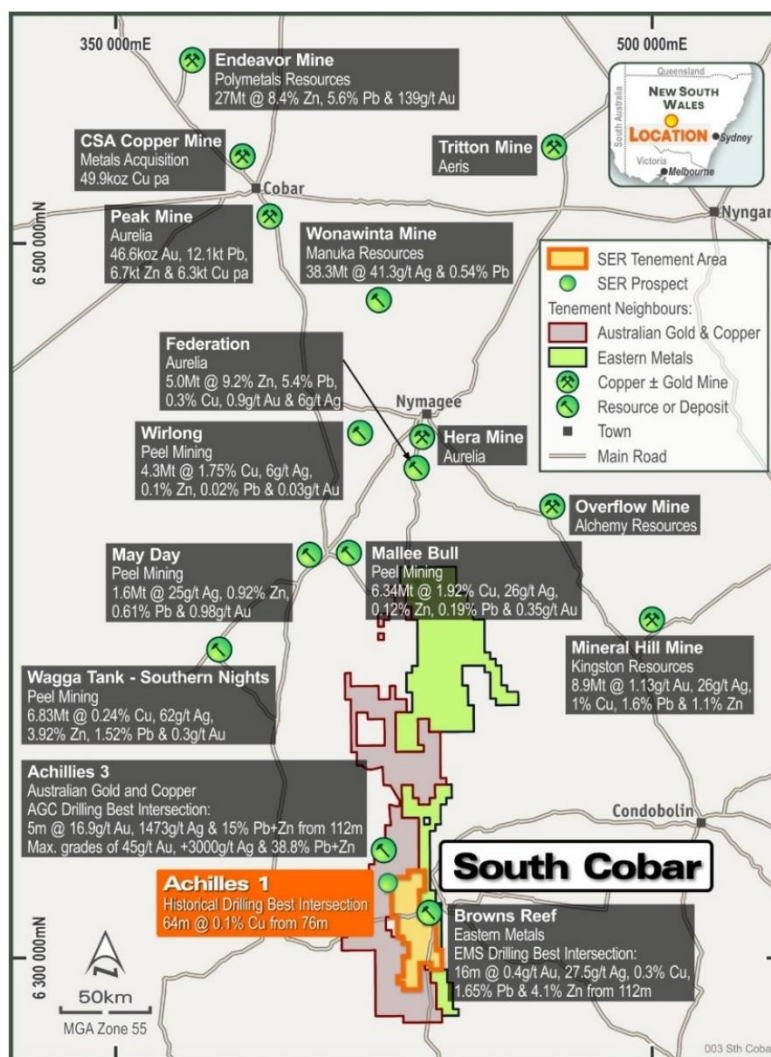 350 000mE
500 000mE
Endeavor Mine
Polymetals Resources
27Mt @ 8.4% Zn, 5.6% Pb & 139g/t Au
Queensland
South Australia
NEW SOUTH
WALES
LOCATION
Sydney
Victoria
Melbourne
CSA Copper Mine
Metals Acquisition
49.9koz Cu pa
Tritton Mine
Aeris
Cobar
Nyngan
Peak Mine
Aurelia
46.6koz Au, 12.1kt Pb,
6.7kt Zn & 6.3kt Cu pa
6 500 000mN
Wonawinta Mine
Manuka Resources
38.3Mt @ 41.3g/t Ag & 0.54% Pb
SER Tenement Area
SER Prospect
Tenement Neighbours:
Australian Gold & Copper
Eastern Metals
Copper ± Gold Mine
Resource or Deposit
Town
Main Road
Federation
Aurelia
5.0Mt @ 9.2% Zn, 5.4% Pb,
0.3% Cu, 0.9g/t Au & 6g/t Ag
Nymagee
Wirlong
Peel Mining
4.3Mt @ 1.75% Cu, 6g/t Ag,
0.1% Zn, 0.02% Pb & 0.03g/t Au
Hera Mine
Aurelia
Overflow Mine
Alchemy Resources
May Day
Peel Mining
1.6Mt @ 25g/t Ag, 0.92% Zn,
0.61% Pb & 0.98g/t Au
Mallee Bull
Peel Mining
6.34Mt @ 1.92% Cu, 26g/t Ag,
0.12% Zn, 0.19% Pb & 0.35g/t Au
Mineral Hill Mine
Kingston Resources
8.9Mt @ 1.13g/t Au, 26g/t Ag,
1% Cu, 1.6% Pb & 1.1% Zn
Wagga Tank - Southern Nights
Peel Mining
6.83Mt @ 0.24% Cu, 62g/t Ag,
3.92% Zn, 1.52% Pb & 0.3g/t Au
Achillies 3
Australian Gold and Copper
AGC Drilling Best Intersection:
5m @ 16.9g/t Au, 1473g/t Ag & 15% Pb+Zn from 112m
Max. grades of 45g/t Au, +3000g/t Ag & 38.8% Pb+Zn
Condobolin
South Cobar
Achilles 1
Historical Drilling Best Intersection
64m @ 0.1% Cu from 76m
Browns Reef
Eastern Metals
EMS Drilling Best Intersection:
16m @ 0.4g/t Au, 27.5g/t Ag, 0.3% Cu,
1.65% Pb & 4.1% Zn from 112m
6 300 000mN
N
50km
MGA Zone 55
003 Sth Cobar